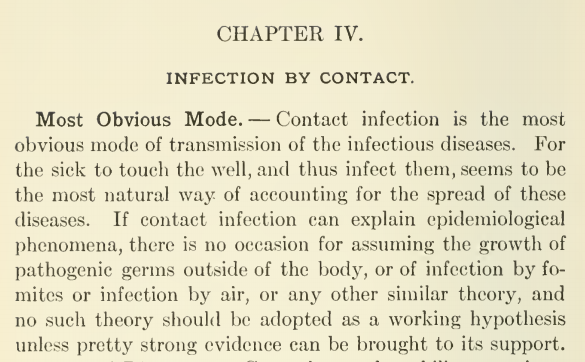 CHAPTER IV.
INFECTION BY CONTACT.
Most Obvious Mode. — Contact infection is the most
obvious mode of transmission of the infectious diseases. For
the sick to touch the well, and thus infect them, seems to be
the most natural way of accounting for the spread of these
diseases. If contact infection can explain epidemiological
phenomena, there is no occasion for assuming the growth of
pathogenic germs outside of the body, or of infection by fo-
mites or infection by air, or any other similar theory, and
no such theory should be adopted as a working hypothesis
unless pretty strong evidence can be brought to its support.